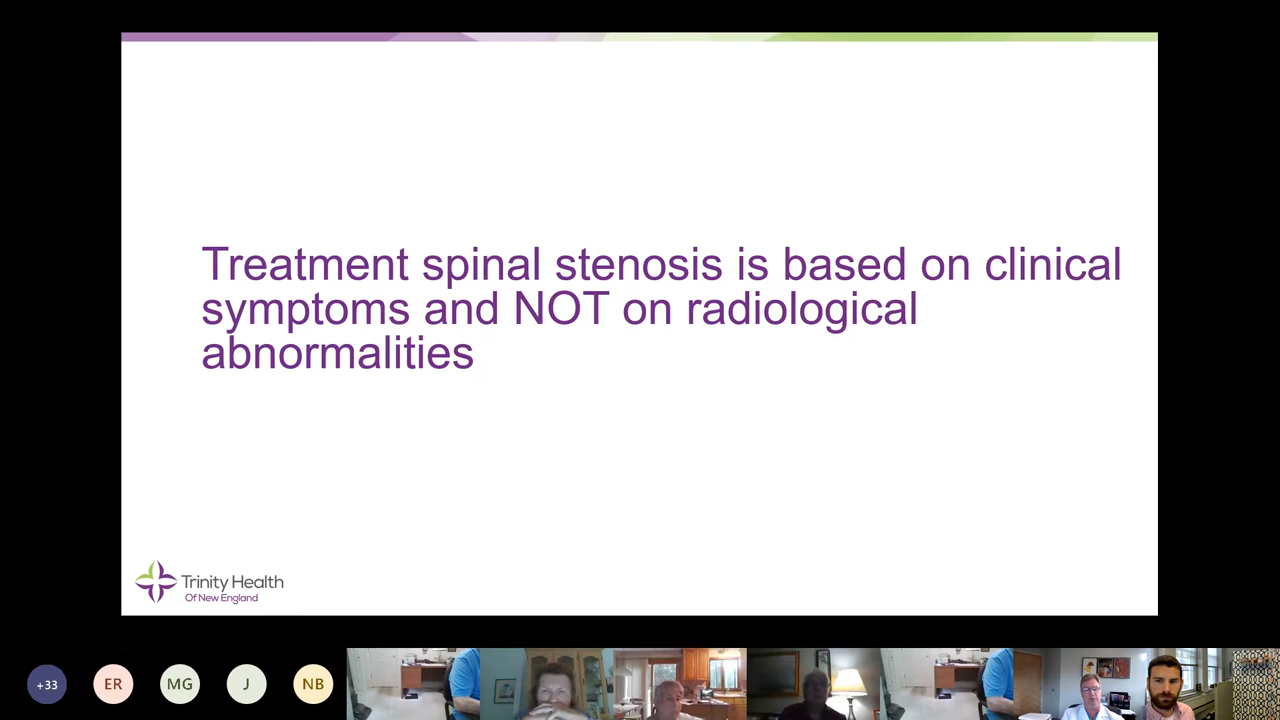 Treatment spinal stenosis is based on clinical
symptoms and NOT on radiological
abnormalities
Trinity Health
Of New England
+33
ER
MG
J
NB